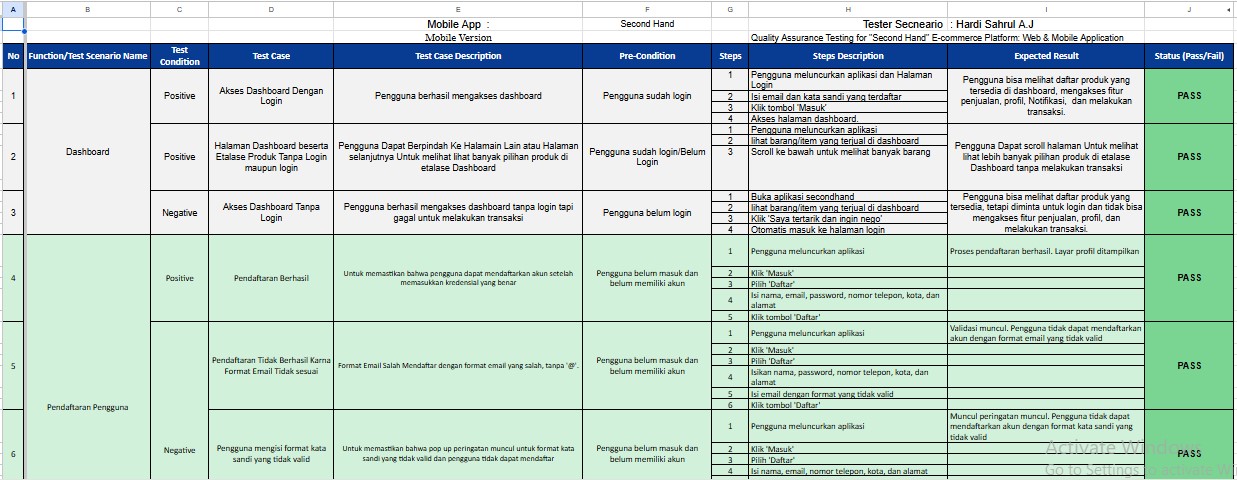 A B C D E F G H I J
Mobile App : Second Hand Tester Secneario : Hardi Sahrul A.J
Mobile Version Quality Assurance Testing for "Second Hand" E-commerce Platform: Web & Mobile Application
No Function/Test Scenario Name Test Condition Test Case Test Case Description Pre-Condition Steps Steps Description Expected Result Status (Pass/Fail)
Dashboard
1
Positive
Akses Dashboard Dengan
Login
Pengguna berhasil mengakses dashboard
Pengguna sudah login
1 Pengguna meluncurkan aplikasi dan Halaman
Login
2 Isi email dan kata sandi yang terdaftar
3 Klik tombol 'Masuk'
4 Akses halaman dashboard.
Pengguna bisa melihat daftar produk yang
tersedia di dashboard, mengakses fitur
penjualan, profil, Notifikasi, dan melakukan
transaksi.
PASS
2
Positive
Halaman Dashboard beserta
Etalase Produk Tanpa Login
maupun login
Pengguna Dapat Berpindah Ke Halamain Lain atau Halaman
selanjutnya Untuk melihat lihat banyak pilihan produk di
etalase Dashboard
Pengguna sudah login/Belum
Login
1 Pengguna meluncurkan aplikasi
2 lihat barang/item yang terjual di dashboard
3 Scroll ke bawah untuk melihat banyak barang
Pengguna Dapat scroll halaman Untuk melihat
lihat lebih banyak pilihan produk di etalase
Dashboard tanpa melakukan transaksi
PASS
3
Negative
Akses Dashboard Tanpa
Login
Pengguna berhasil mengakses dashboard tanpa login tapi
gagal untuk melakukan transaksi
Pengguna belum login
1 Buka aplikasi secondhand
2 lihat barang/item yang terjual di dashboard
3 Klik 'Saya tertarik dan ingin nego'
4 Otomatis masuk ke halaman login
Pengguna bisa melihat daftar produk yang
tersedia, tetapi diminta untuk login dan tidak bisa
mengakses fitur penjualan, profil, dan
melakukan transaksi.
PASS
Pendaftaran Pengguna
4
Positive
Pendaftaran Berhasil
Untuk memastikan bahwa pengguna dapat mendaftarkan akun setelah
memasukkan kredensial yang benar
Pengguna belum masuk dan
belum memiliki akun
1 Pengguna meluncurkan aplikasi
2 Klik 'Masuk'
3 Pilih 'Daftar'
4 Isi nama, email, password, nomor telepon, kota, dan
alamat
5 Klik tombol 'Daftar'
Proses pendaftaran berhasil. Layar profil ditampilkan
PASS
5
Negative
Pendaftaran Tidak Berhasil Karna
Format Email Tidak sesuai
Format Email Salah Mendaftar dengan format email yang salah, tanpa '@'.
Pengguna belum masuk dan
belum memiliki akun
1 Pengguna meluncurkan aplikasi
2 Klik 'Masuk'
3 Pilih 'Daftar'
4 Isikan nama, password, nomor telepon, kota, dan
alamat
5 Isi email dengan format yang tidak valid
6 Klik tombol 'Daftar'
Validasi muncul. Pengguna tidak dapat mendaftarkan
akun dengan format email yang tidak valid
PASS
6
Pengguna mengisi format kata
sandi yang tidak valid
Untuk memastikan bahwa pop up peringatan muncul untuk format kata
sandi yang tidak valid dan pengguna tidak dapat mendaftar
Pengguna belum masuk dan
belum memiliki akun
1 Pengguna meluncurkan aplikasi
2 Klik 'Masuk'
3 Pilih 'Daftar'
4 Isi nama, email, nomor telepon, kota, dan alamat
Muncul peringatan muncul. Pengguna tidak dapat
mendaftarkan akun dengan format kata sandi yang
tidak valid
PASS
Activate Windows
Go to Settings to activate Wi